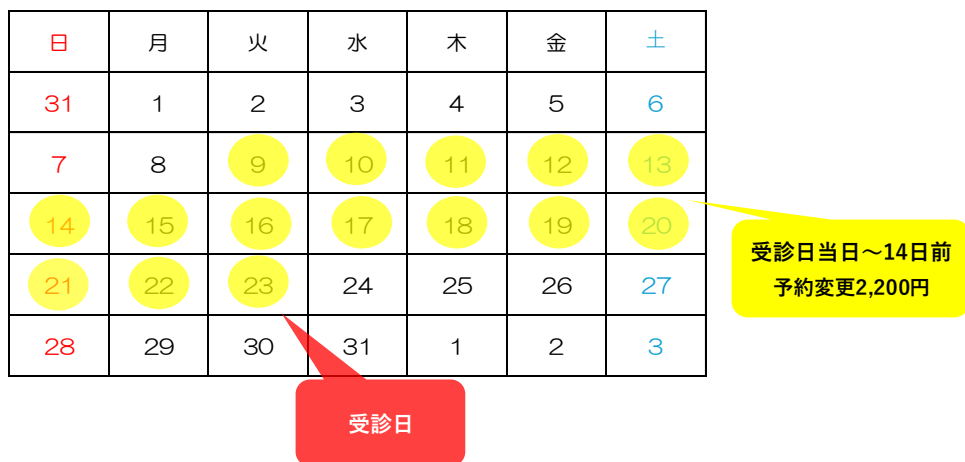 日 月 火 水 木 金 土
31 1 2 3 4 5 6
7 8 9 10 11 12 13
14 15 16 17 18 19 20
21 22 23 24 25 26 27
28 29 30 31 1 2 3
受診日当日～14日前
予約変更2,200円
受診日